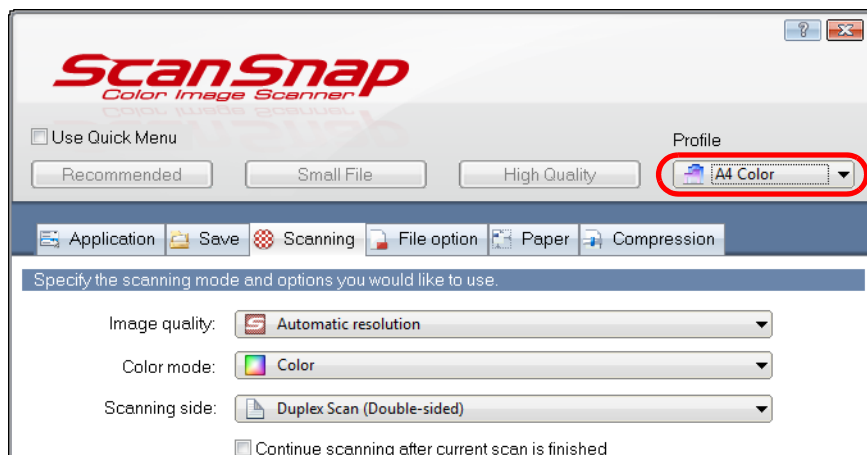 ScanSnap
Color Image Scanner
Use Quick Menu
Profile
Recommended Small File High Quality A4 Color
Application Save Scanning File option Paper Compression
Specify the scanning mode and options you would like to use.
Image quality: Automatic resolution
Color mode: Color
Scanning side: Duplex Scan (Double-sided)
Continue scanning after current scan is finished